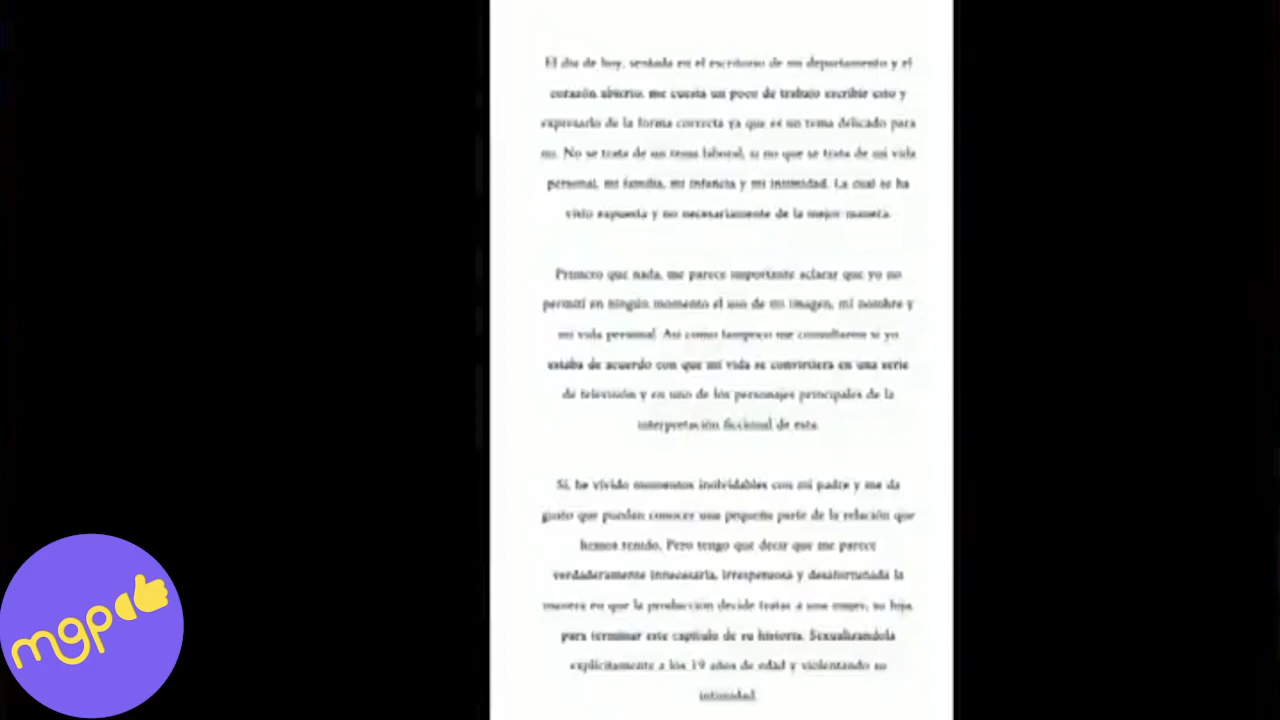 El día de hoy, sentada en el escritorio de mi departamento y el
corazón abierto, me cuesta un poco de trabajo escribir esto y
expresarlo de la forma correcta ya que es un tema delicado para
mi. No se trata de un tema laboral, si no que se trata de mi vida
personal, mi familia, mi infancia y mi intimidad. La cual se ha
visto expuesta y no necesariamente de la mejor manera.
Primero que nada, me parece importante aclarar que yo no
permití en ningún momento el uso de mi imagen, mi nombre y
mi vida personal. Así como tampoco me consultaron si yo
estaba de acuerdo con que mi vida se convirtiera en una serie
de televisión y en uno de los personajes principales de la
interpretación ficcional de esta.
Sí, he vivido momentos inolvidables con mi padre y me da
gusto que puedan conocer una pequeña parte de la relación que
hemos tenido. Pero tengo que decir que me parece
verdaderamente innecesaria, irrespetuosa y desafortunada la
manera en que la producción decide tratar a una mujer, su hija,
para terminar este capítulo de su historia. Sexualizandola
explícitamente a los 19 años de edad y violentando su
intimidad.
mgp